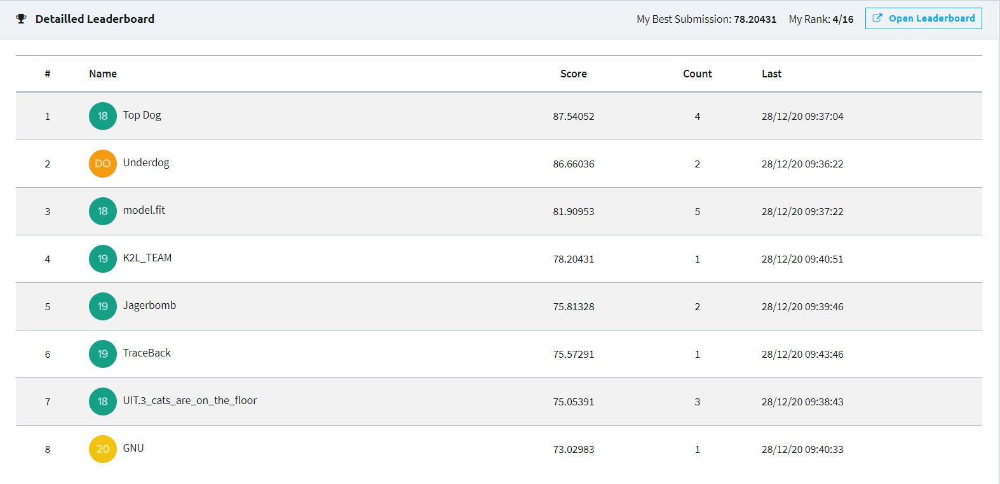 Detailled Leaderboard My Best Submission: 78.20431 My Rank: 4/16 Open Leaderboard
# Name Score Count Last
1 18 Top Dog 87.54052 4 28/12/20 09:37:04
2 DO Underdog 86.66036 2 28/12/20 09:36:22
3 18 model.fit 81.90953 5 28/12/20 09:37:22
4 19 K2L_TEAM 78.20431 1 28/12/20 09:40:51
5 19 Jagerbomb 75.81328 2 28/12/20 09:39:46
6 19 TraceBack 75.57291 1 28/12/20 09:43:46
7 18 UIT.3_cats_are_on_the_floor 75.05391 3 28/12/20 09:38:43
8 20 GNU 73.02983 1 28/12/20 09:40:33